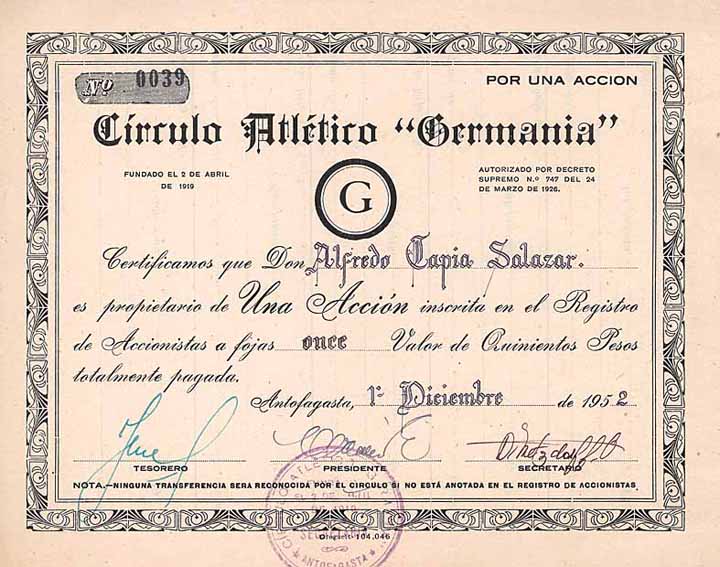 Nº 0039
POR UNA ACCION
Círculo Atlético "Germania"
FUNDADO EL 2 DE ABRIL
DE 1919
AUTORIZADO POR DECRETO
SUPREMO N.º 747 DEL 24
DE MARZO DE 1926.
G
Certificamos que Don Alfredo Tapia Salazar.
es propietario de Una Acción inscrita en el Registro
de Accionistas a fojas once Valor de Quinientos Pesos
totalmente pagada.
Antofagasta, 1º Diciembre de 1952
TESORERO
PRESIDENTE
SECRETARIO
NOTA.—NINGUNA TRANSFERENCIA SERA RECONOCIDA POR EL CIRCULO SI NO ESTÁ ANOTADA EN EL REGISTRO DE ACCIONISTAS.
104,046
ANTOFAGASTA